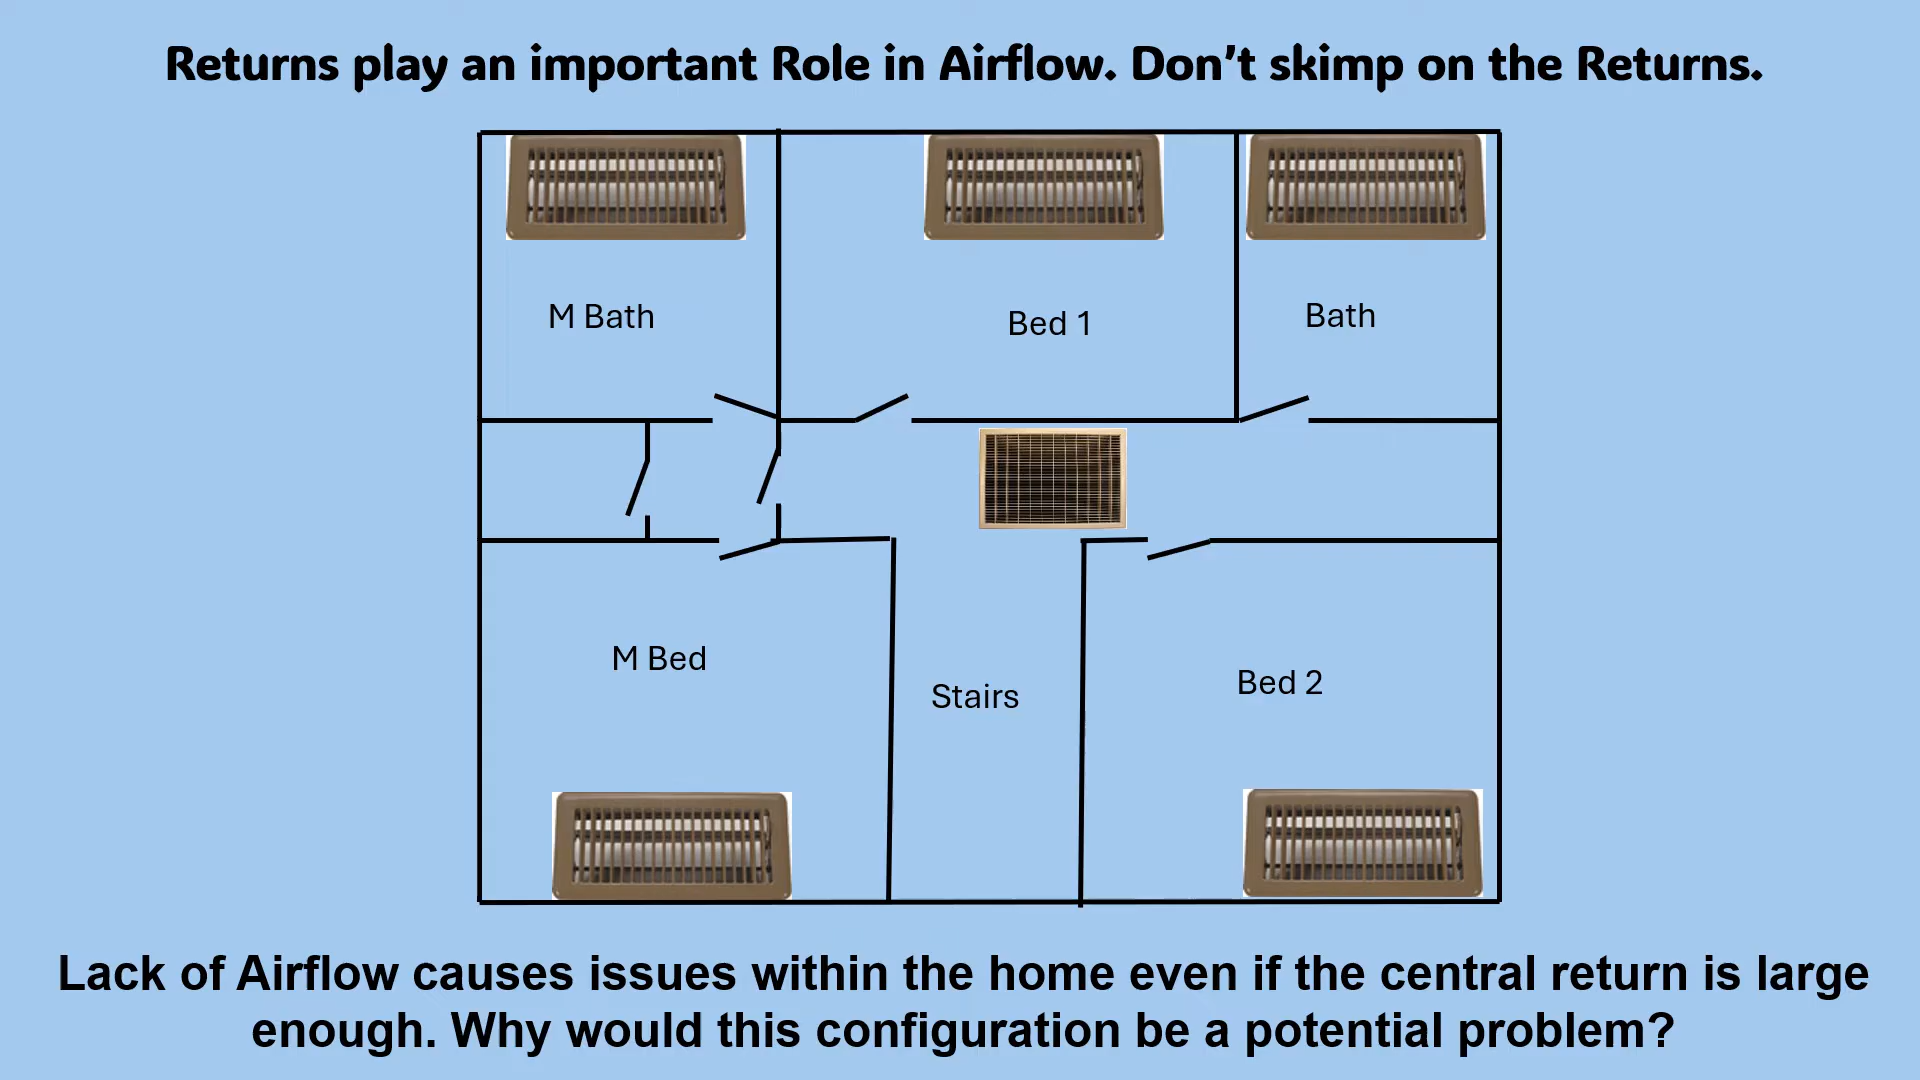 Returns play an important Role in Airflow. Don't skimp on the Returns.
M Bath
Bed 1
Bath
M Bed
Stairs
Bed 2
Lack of Airflow causes issues within the home even if the central return is large
enough. Why would this configuration be a potential problem?